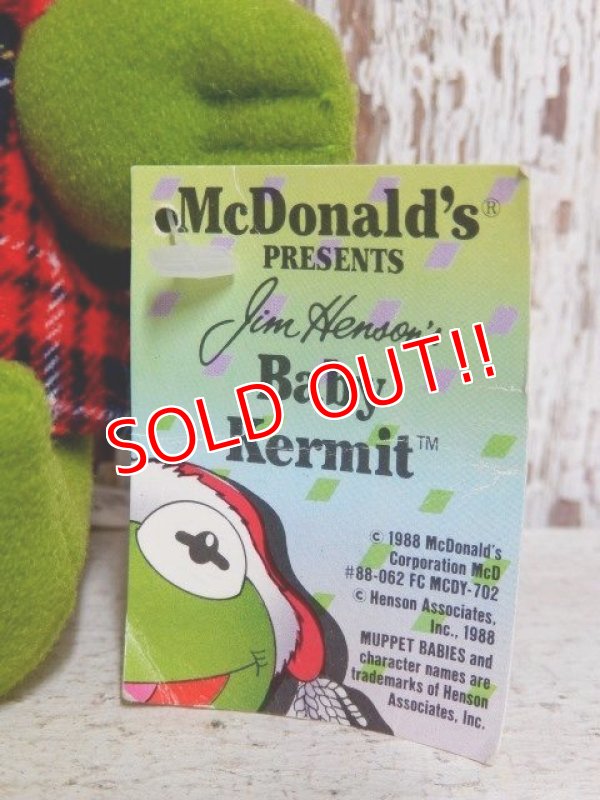 McDonald's®
PRESENTS
Jim Henson's
Baby
Kermit™
SOLD OUT!!
© 1988 McDonald's
Corporation McD
#88-062 FC MCDY-702
© Henson Associates,
Inc., 1988
MUPPET BABIES and
character names are
trademarks of Henson
Associates, Inc.